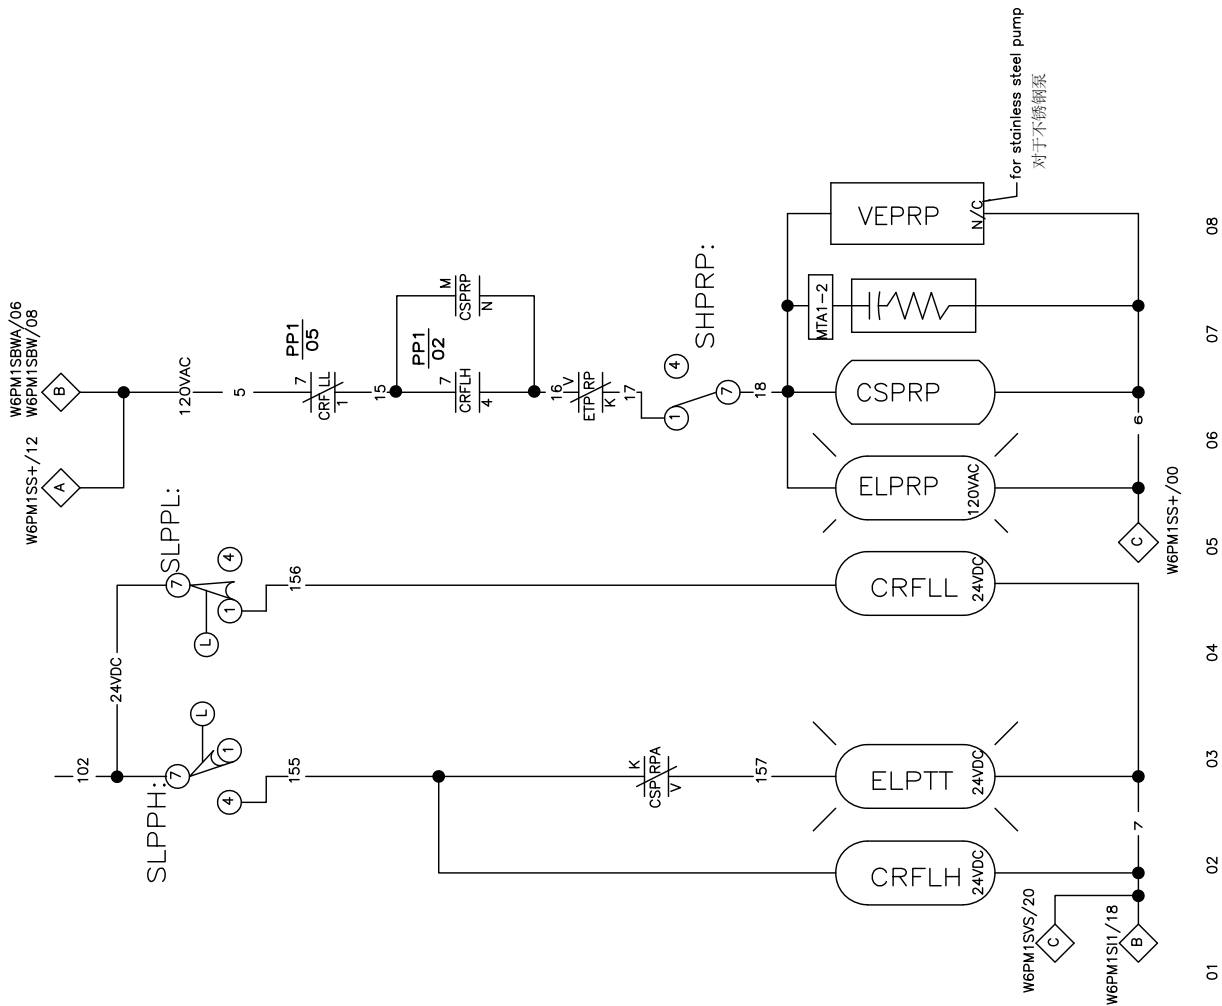 W6PM1SBWA/06
W6PM1SBW/08
B
W6PM1SS+/12
A
120VAC
5
PP1
05
7
CRFLL
1
15
PP1
02
7
CRFLH
4
M
CSPRP
N
16
V
ETPRP
K
17
1
4
7
SHPRP:
18
MTA1-2
VEPRP
N/C
for stainless steel pump
对于不锈钢泵
CSPRP
ELPRP
120VAC
6
C
W6PM1SS+/00
102
24VDC
SLPPL:
7
4
1
L
156
CRFLL
24VDC
SLPPH:
7
L
1
4
155
K
CSPRPA
V
157
ELPTT
24VDC
CRFLH
24VDC
7
W6PM1SVS/20
C
W6PM1SI1/18
B
01
02
03
04
05
06
07
08